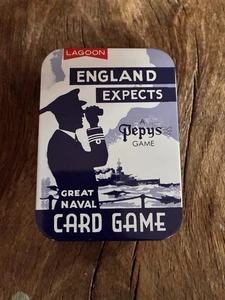 LAGOON
ENGLAND
EXPECTS
A
Pepys
GAME
GREAT
NAVAL
CARD GAME